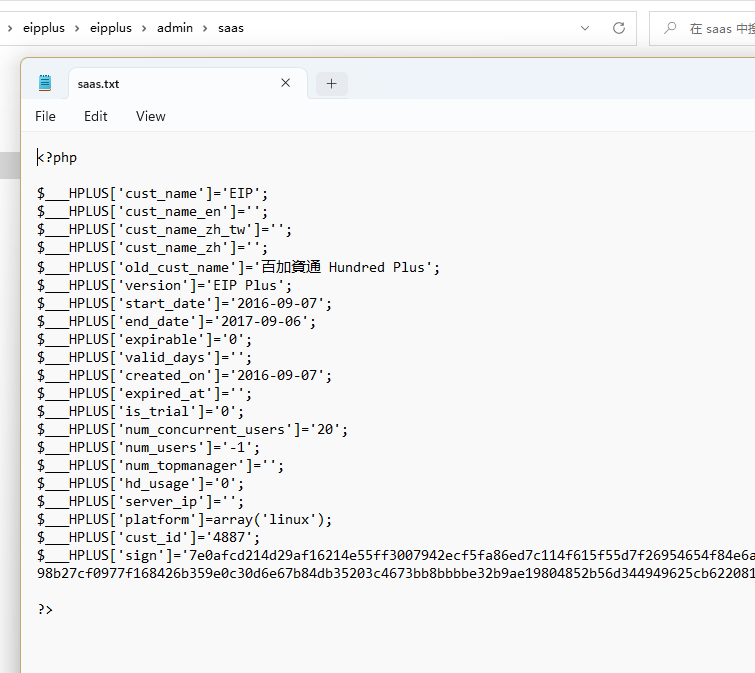 eipplus > eipplus > admin > saas
在 saas 中
saas.txt
File Edit View
<?php
$___HPLUS['cust_name']='EIP';
$___HPLUS['cust_name_en']='';
$___HPLUS['cust_name_zh_tw']='';
$___HPLUS['cust_name_zh']='';
$___HPLUS['old_cust_name']='百加資通 Hundred Plus';
$___HPLUS['version']='EIP Plus';
$___HPLUS['start_date']='2016-09-07';
$___HPLUS['end_date']='2017-09-06';
$___HPLUS['expirable']='0';
$___HPLUS['valid_days']='';
$___HPLUS['created_on']='2016-09-07';
$___HPLUS['expired_at']='';
$___HPLUS['is_trial']='0';
$___HPLUS['num_concurrent_users']='20';
$___HPLUS['num_users']='-1';
$___HPLUS['num_topmanager']='';
$___HPLUS['hd_usage']='0';
$___HPLUS['server_ip']='';
$___HPLUS['platform']=array('linux');
$___HPLUS['cust_id']='4887';
$___HPLUS['sign']='7e0afcd214d29af16214e55ff3007942ecf5fa86ed7c114f615f55d7f26954654f84e6a
98b27cf0977f168426b359e0c30d6e67b84db35203c4673bb8bbbbe32b9ae19804852b56d344949625cb622081
?>